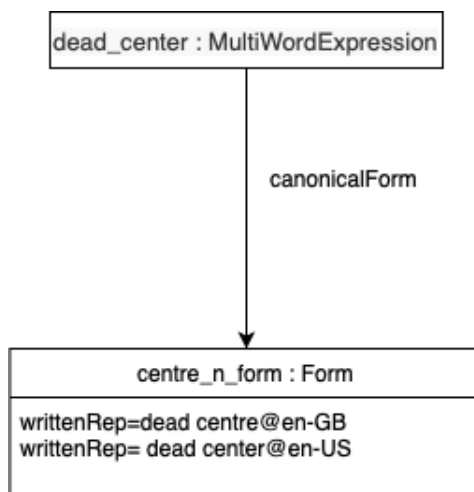 dead_center : MultiWordExpression
canonicalForm
centre_n_form : Form
writtenRep=dead centre@en-GB
writtenRep= dead center@en-US